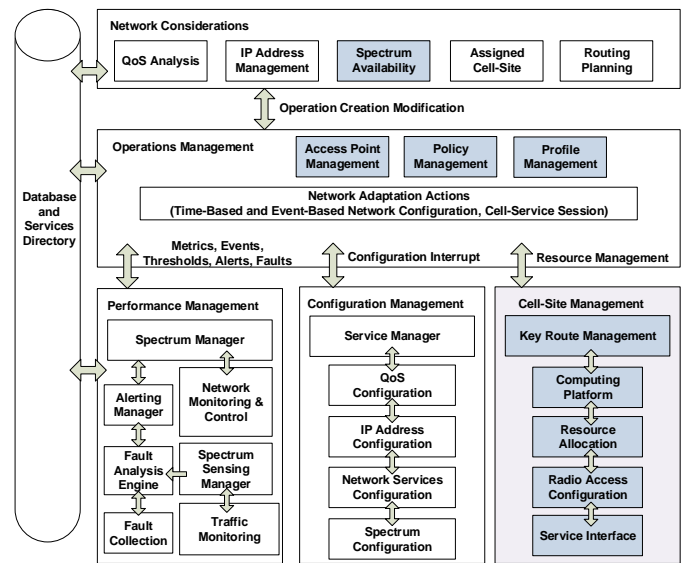 Network Considerations
QoS Analysis
IP Address
Management
Spectrum
Availability
Assigned
Cell-Site
Routing
Planning
Operation Creation Modification
Operations Management
Access Point
Management
Policy
Management
Profile
Management
Network Adaptation Actions
(Time-Based and Event-Based Network Configuration, Cell-Service Session)
Database
and
Services
Directory
Metrics, Events,
Thresholds, Alerts, Faults
Configuration Interrupt
Resource Management
Performance Management
Spectrum Manager
Alerting
Manager
Network
Monitoring &
Control
Fault
Analysis
Engine
Spectrum
Sensing
Manager
Fault
Collection
Traffic
Monitoring
Configuration Management
Service Manager
QoS
Configuration
IP Address
Configuration
Network Services
Configuration
Spectrum
Configuration
Cell-Site Management
Key Route Management
Computing
Platform
Resource
Allocation
Radio Access
Configuration
Service Interface